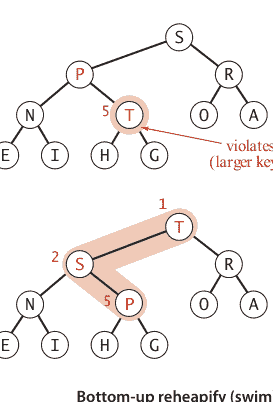 S
P R
N 5 T O A
violates
E I H G (larger key
1
T
2 S R
N 5 P O A
E I H G
Bottom-up reheapify (swim